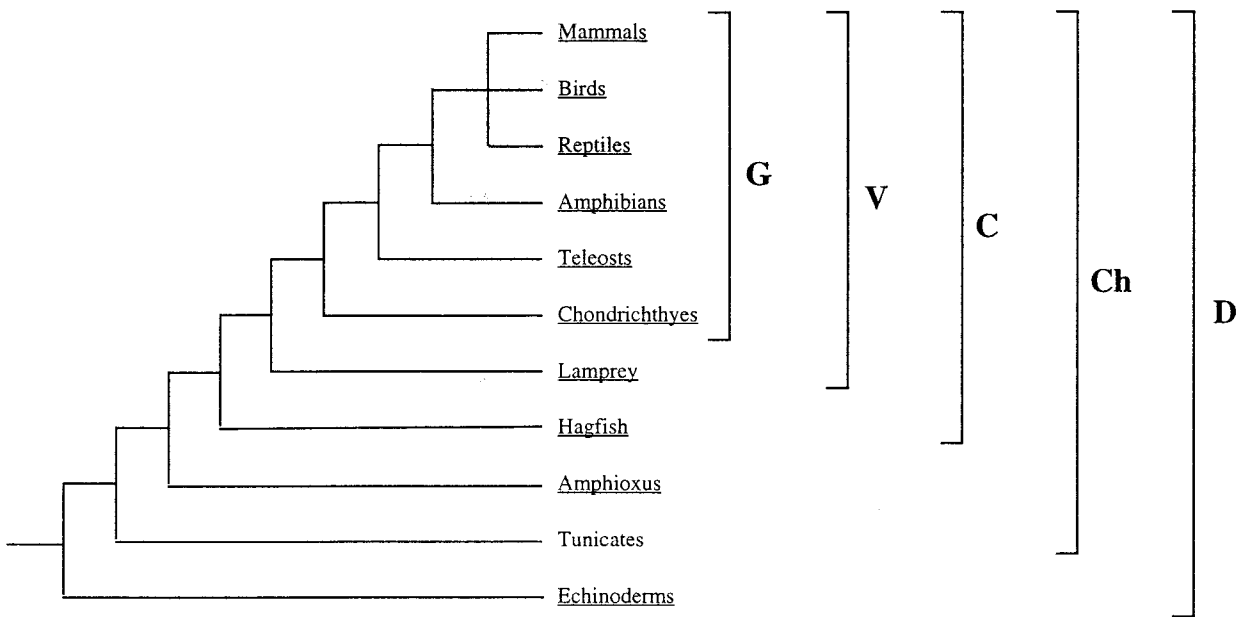 Mammals
Birds
Reptiles
G
Amphibians
V
C
Teleosts
Ch
Chondrichthyes
D
Lamprey
Hagfish
Amphioxus
Tunicates
Echinoderms